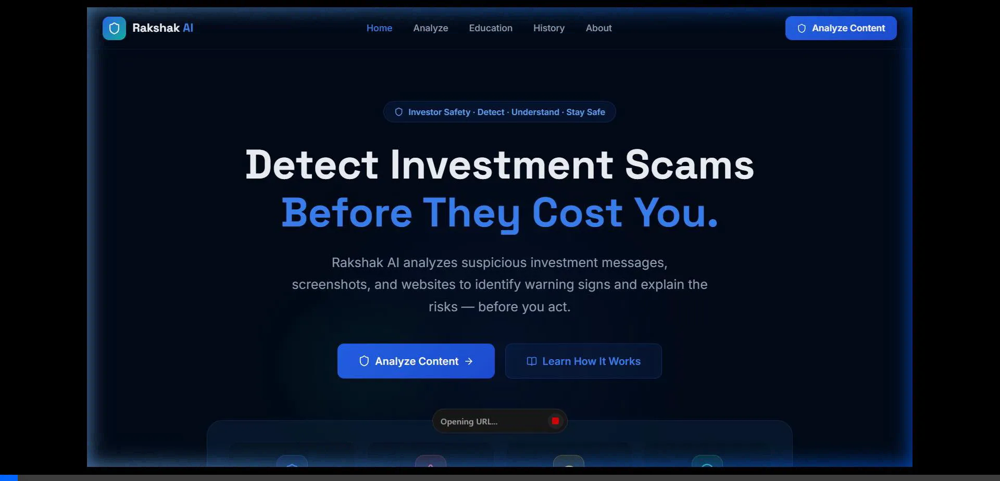 Rakshak AI
Home
Analyze
Education
History
About
Analyze Content
Investor Safety · Detect · Understand · Stay Safe
Detect Investment Scams
Before They Cost You.
Rakshak AI analyzes suspicious investment messages,
screenshots, and websites to identify warning signs and explain the
risks — before you act.
Analyze Content →
Learn How It Works
Opening URL...